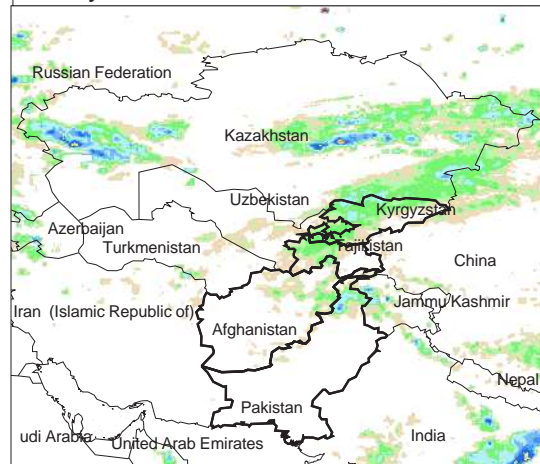 Russian Federation
Kazakhstan
Uzbekistan
Kyrgyzstan
Azerbaijan
Turkmenistan
Tajikistan
China
Iran (Islamic Republic of)
Jammu Kashmir
Afghanistan
Nepal
Pakistan
udi Arabia
United Arab Emirates
India